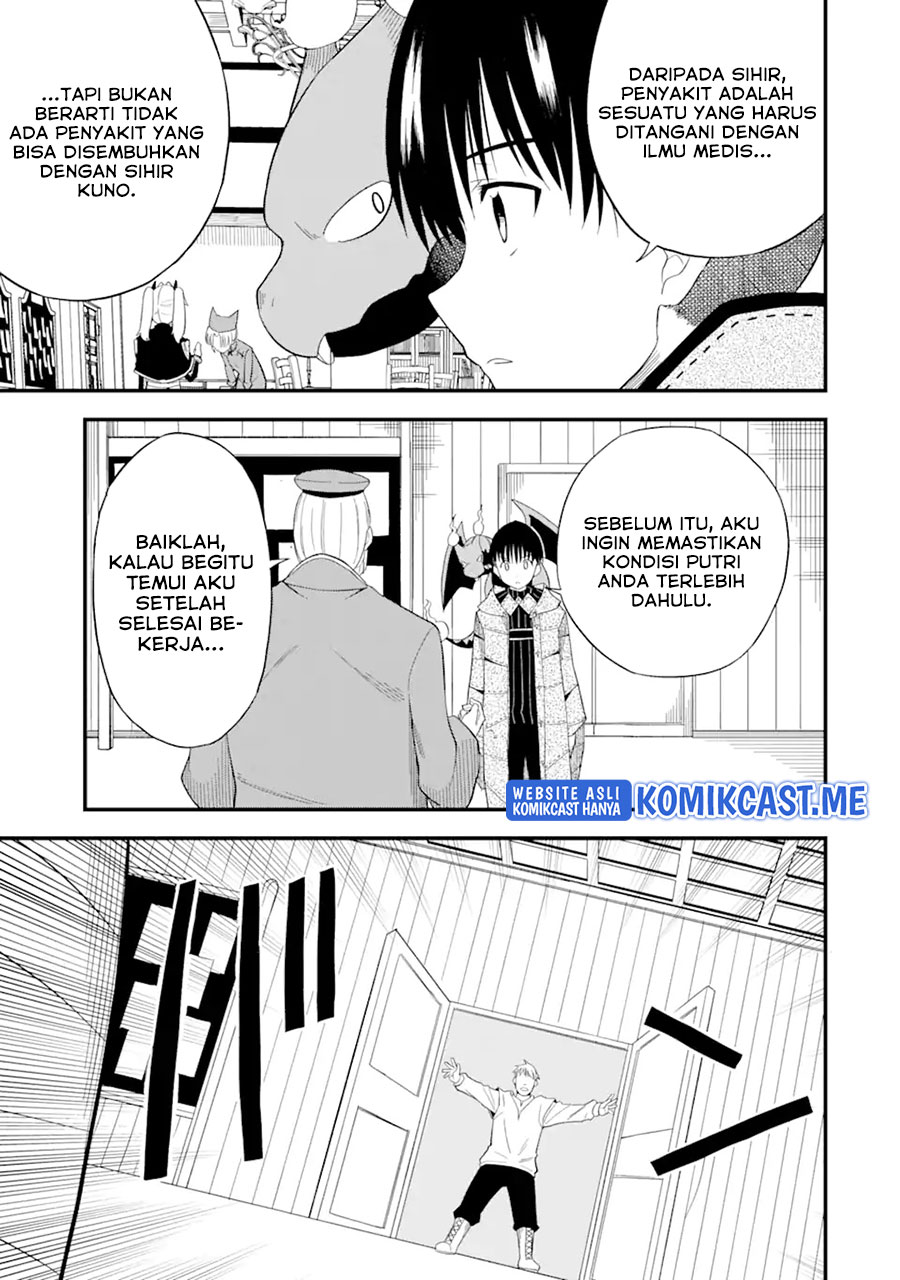 DARIPADA SIHIR,
PENYAKIT ADALAH
SESUATU YANG HARUS
DITANGANI DENGAN
ILMU MEDIS...
...TAPI BUKAN
BERARTI TIDAK
ADA PENYAKIT YANG
BISA DISEMBUHKAN
DENGAN SIHIR
KUNO.
SEBELUM ITU, AKU
INGIN MEMASTIKAN
KONDISI PUTRI
ANDA TERLEBIH
DAHULU.
BAIKLAH,
KALAU BEGITU
TEMUI AKU
SETELAH
SELESAI BE-
KERJA...
WEBSITE ASLI
KOMIKCAST HANYA
KOMIKCAST.ME